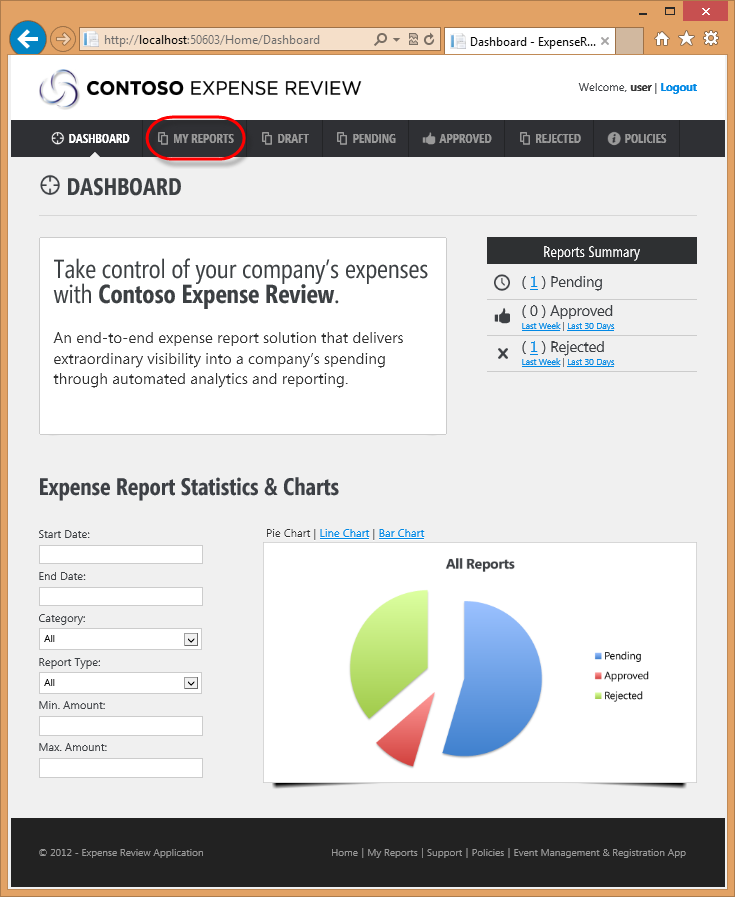 http://localhost:50603/Home/Dashboard
Dashboard - ExpenseR...
CONTOSO EXPENSE REVIEW
Welcome, user | Logout
DASHBOARD MY REPORTS DRAFT PENDING APPROVED REJECTED POLICIES
DASHBOARD
Take control of your company's expenses
with Contoso Expense Review.
An end-to-end expense report solution that delivers
extraordinary visibility into a company's spending
through automated analytics and reporting.
Reports Summary
( 1 ) Pending
( 0 ) Approved
Last Week | Last 30 Days
( 1 ) Rejected
Last Week | Last 30 Days
Expense Report Statistics & Charts
Start Date:
End Date:
Category:
All
Report Type:
All
Min. Amount:
Max. Amount:
Pie Chart | Line Chart | Bar Chart
All Reports
Pending
Approved
Rejected
© 2012 - Expense Review Application
Home | My Reports | Support | Policies | Event Management & Registration App